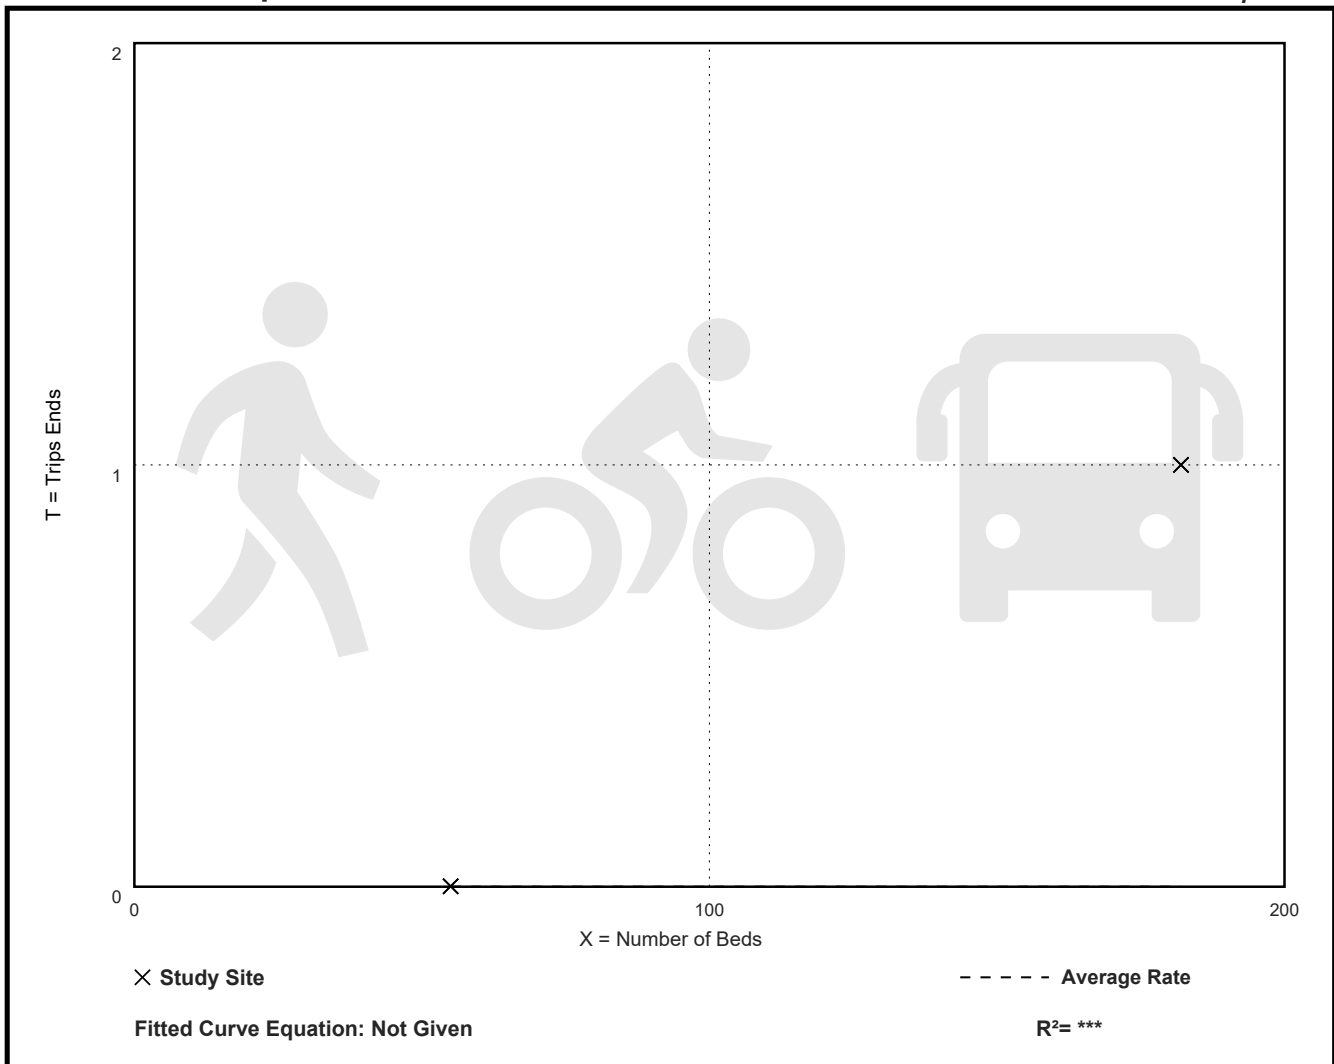 2
T = Trips Ends
1
0
0 100 200
X = Number of Beds
Study Site
Average Rate
Fitted Curve Equation: Not Given
R²= ***